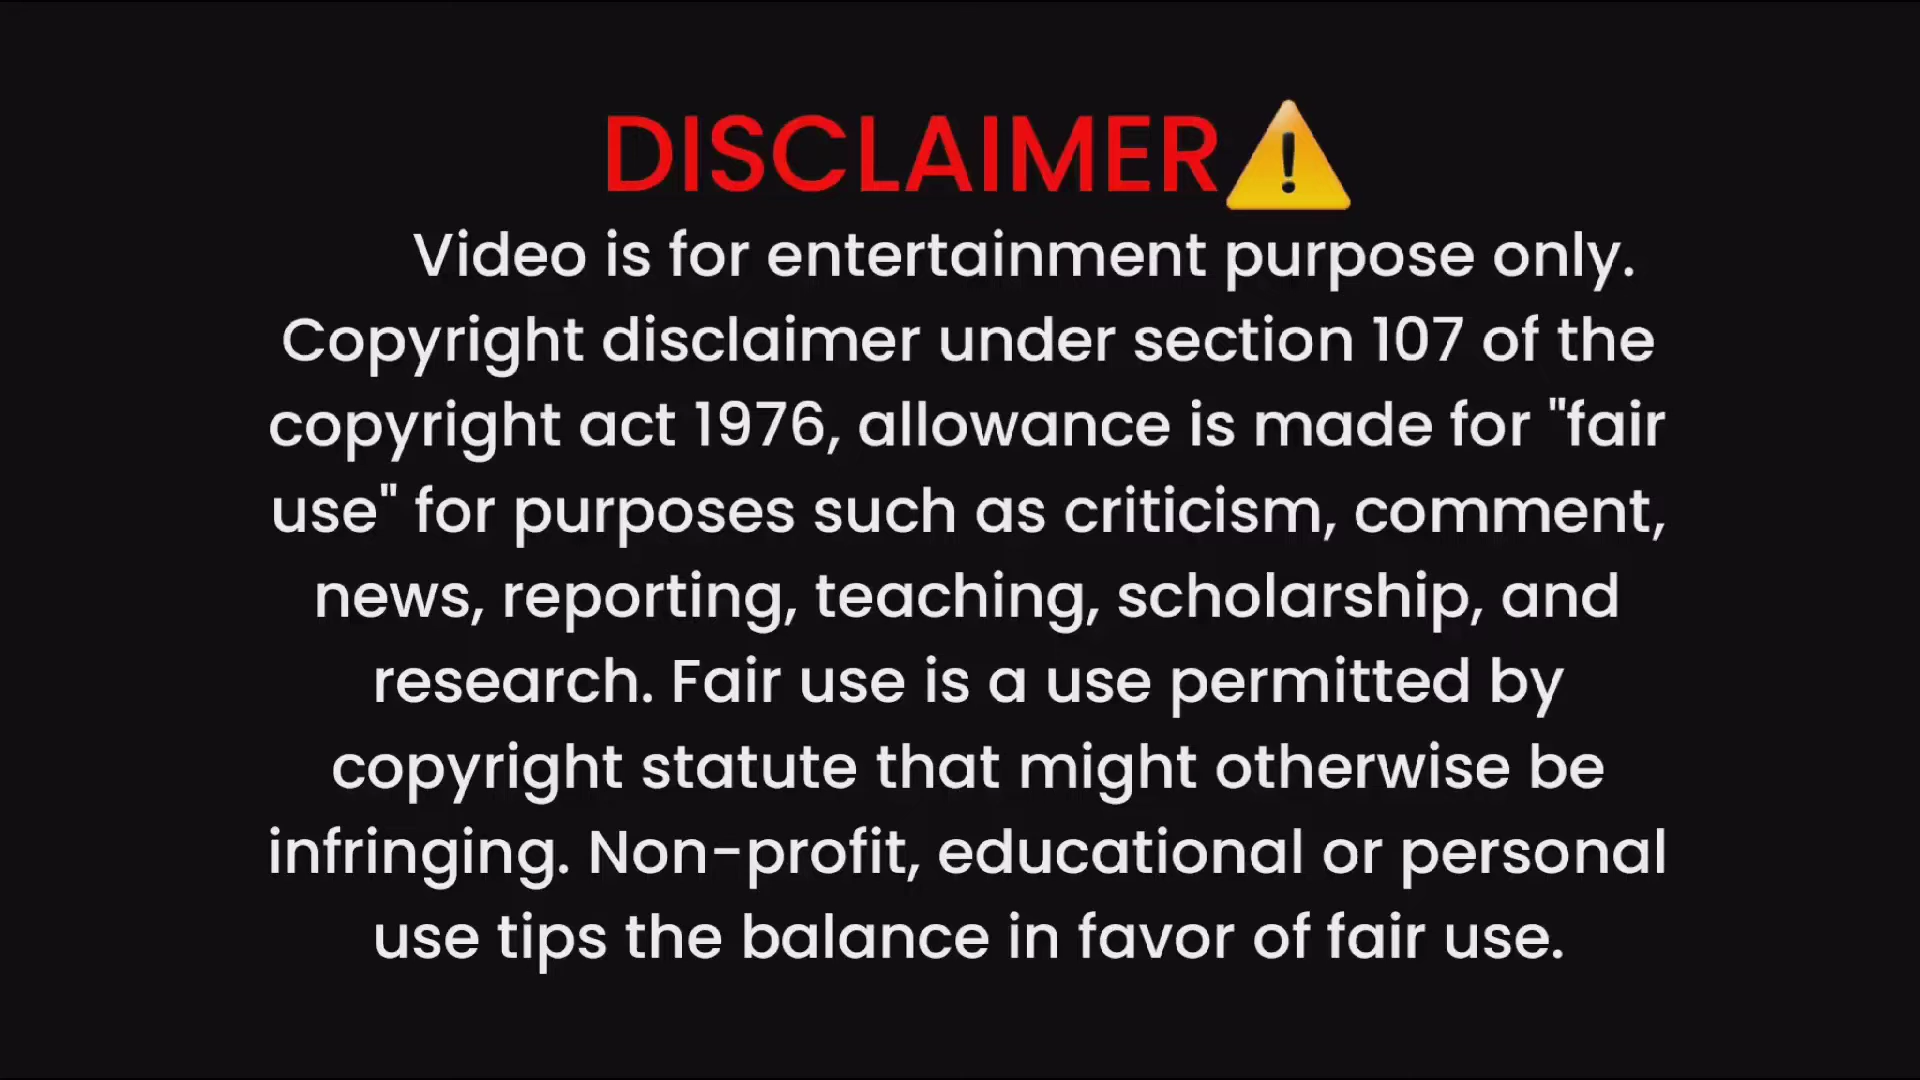 DISCLAIMER⚠️
Video is for entertainment purpose only.
Copyright disclaimer under section 107 of the
copyright act 1976, allowance is made for "fair
use" for purposes such as criticism, comment,
news, reporting, teaching, scholarship, and
research. Fair use is a use permitted by
copyright statute that might otherwise be
infringing. Non-profit, educational or personal
use tips the balance in favor of fair use.